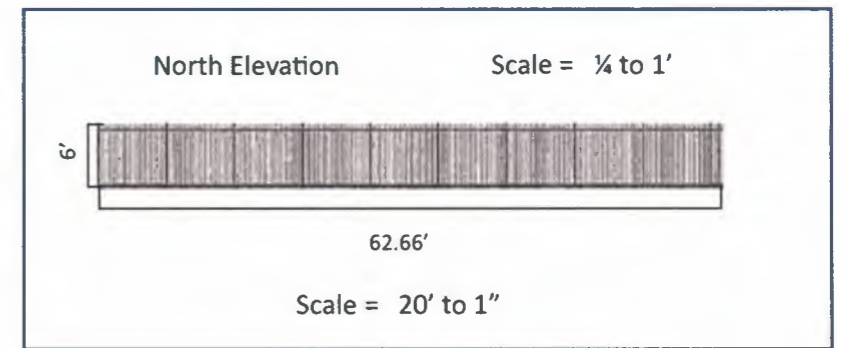 North Elevation Scale = ¼ to 1'
6'
62.66'
Scale = 20' to 1"